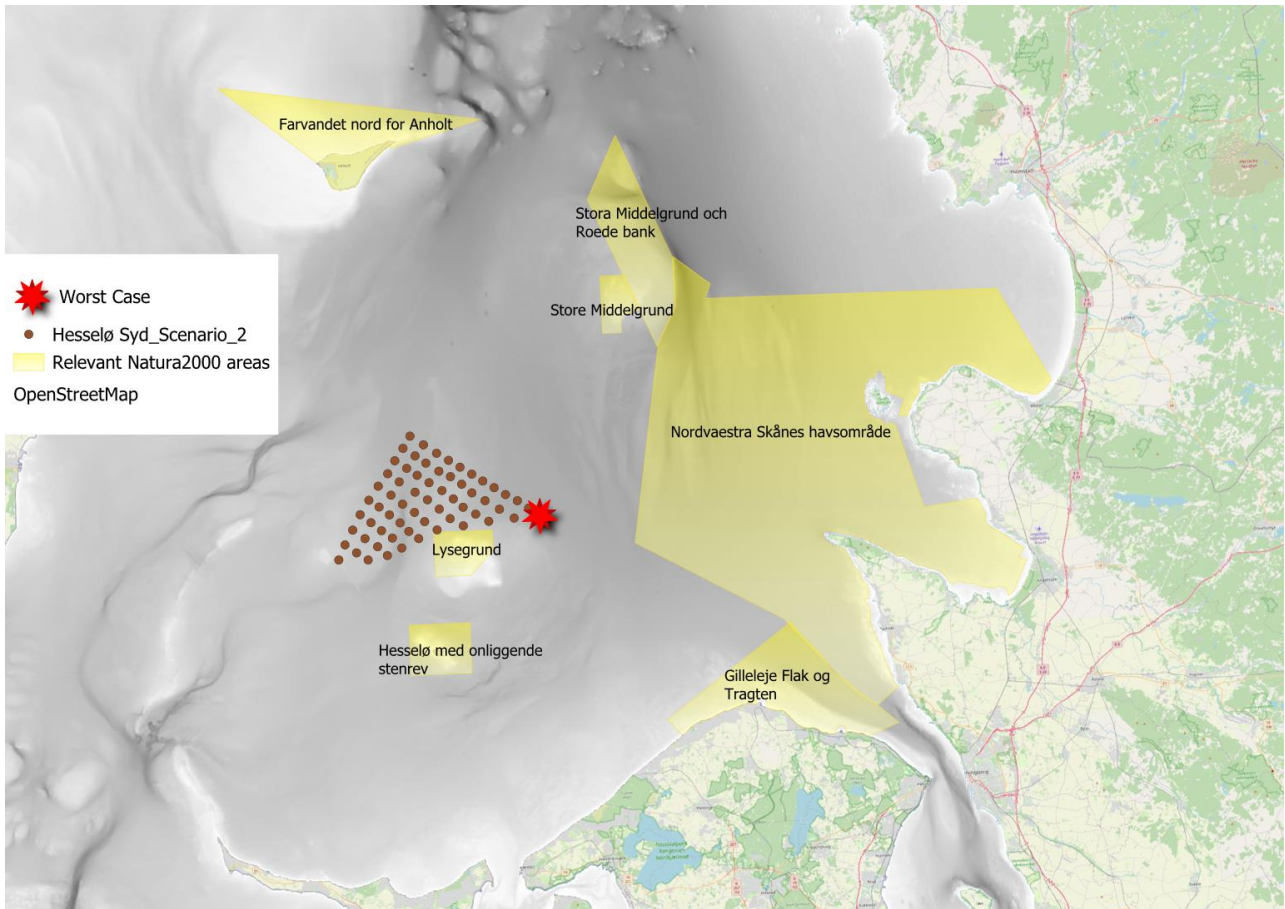 Farvandet nord for Anholt
Stora Middelgrund och
Roede bank
Worst Case
Hesselø Syd_Scenario_2
Relevant Natura2000 areas
OpenStreetMap
Store Middelgrund
Nordvaestra Skånes havsområde
Lysegrund
Hesselø med onliggende
stenrev
Gilleleje Flak og
Tragten